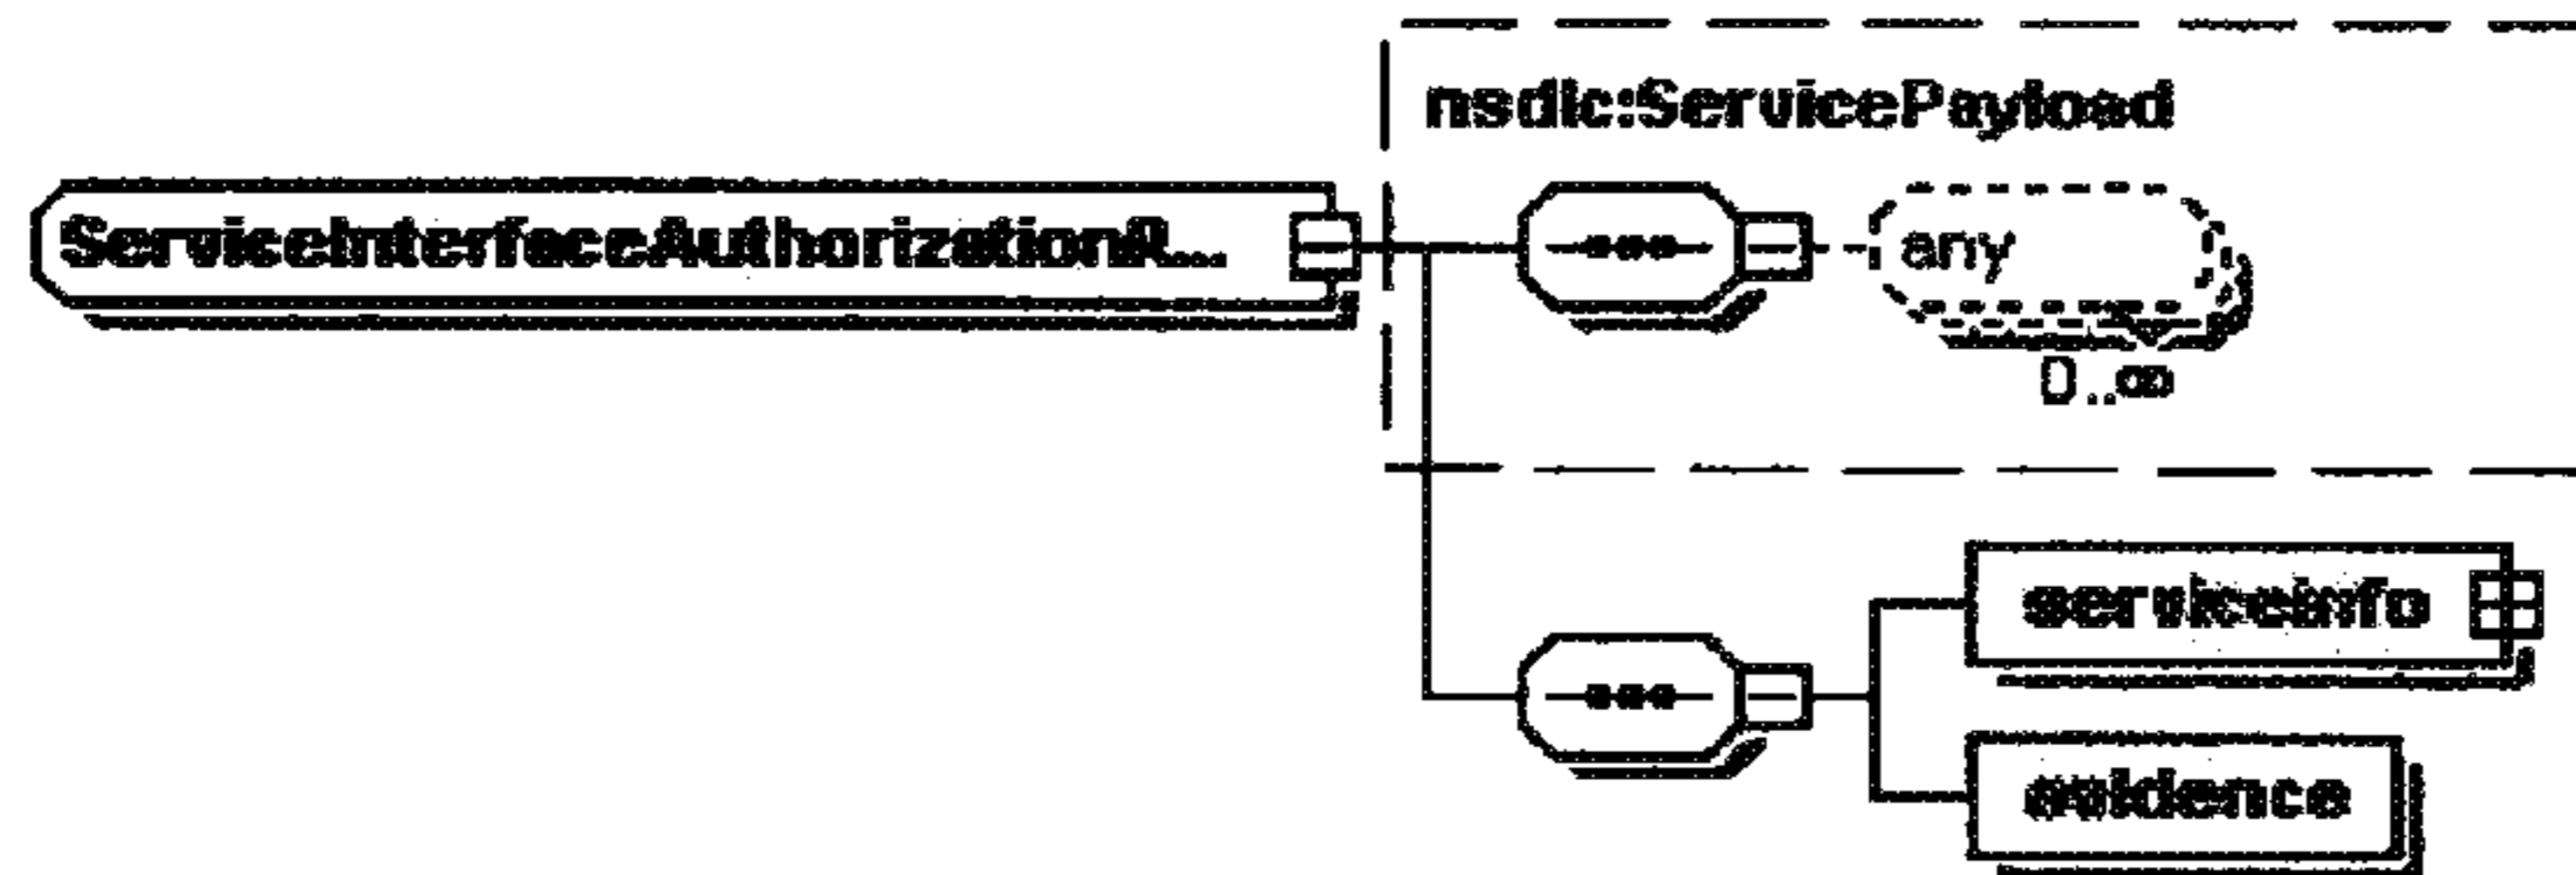 nsdlc:ServicePayload
ServiceInterfaceAuthorizationR...
any
0..∞
serviceInfo
evidence